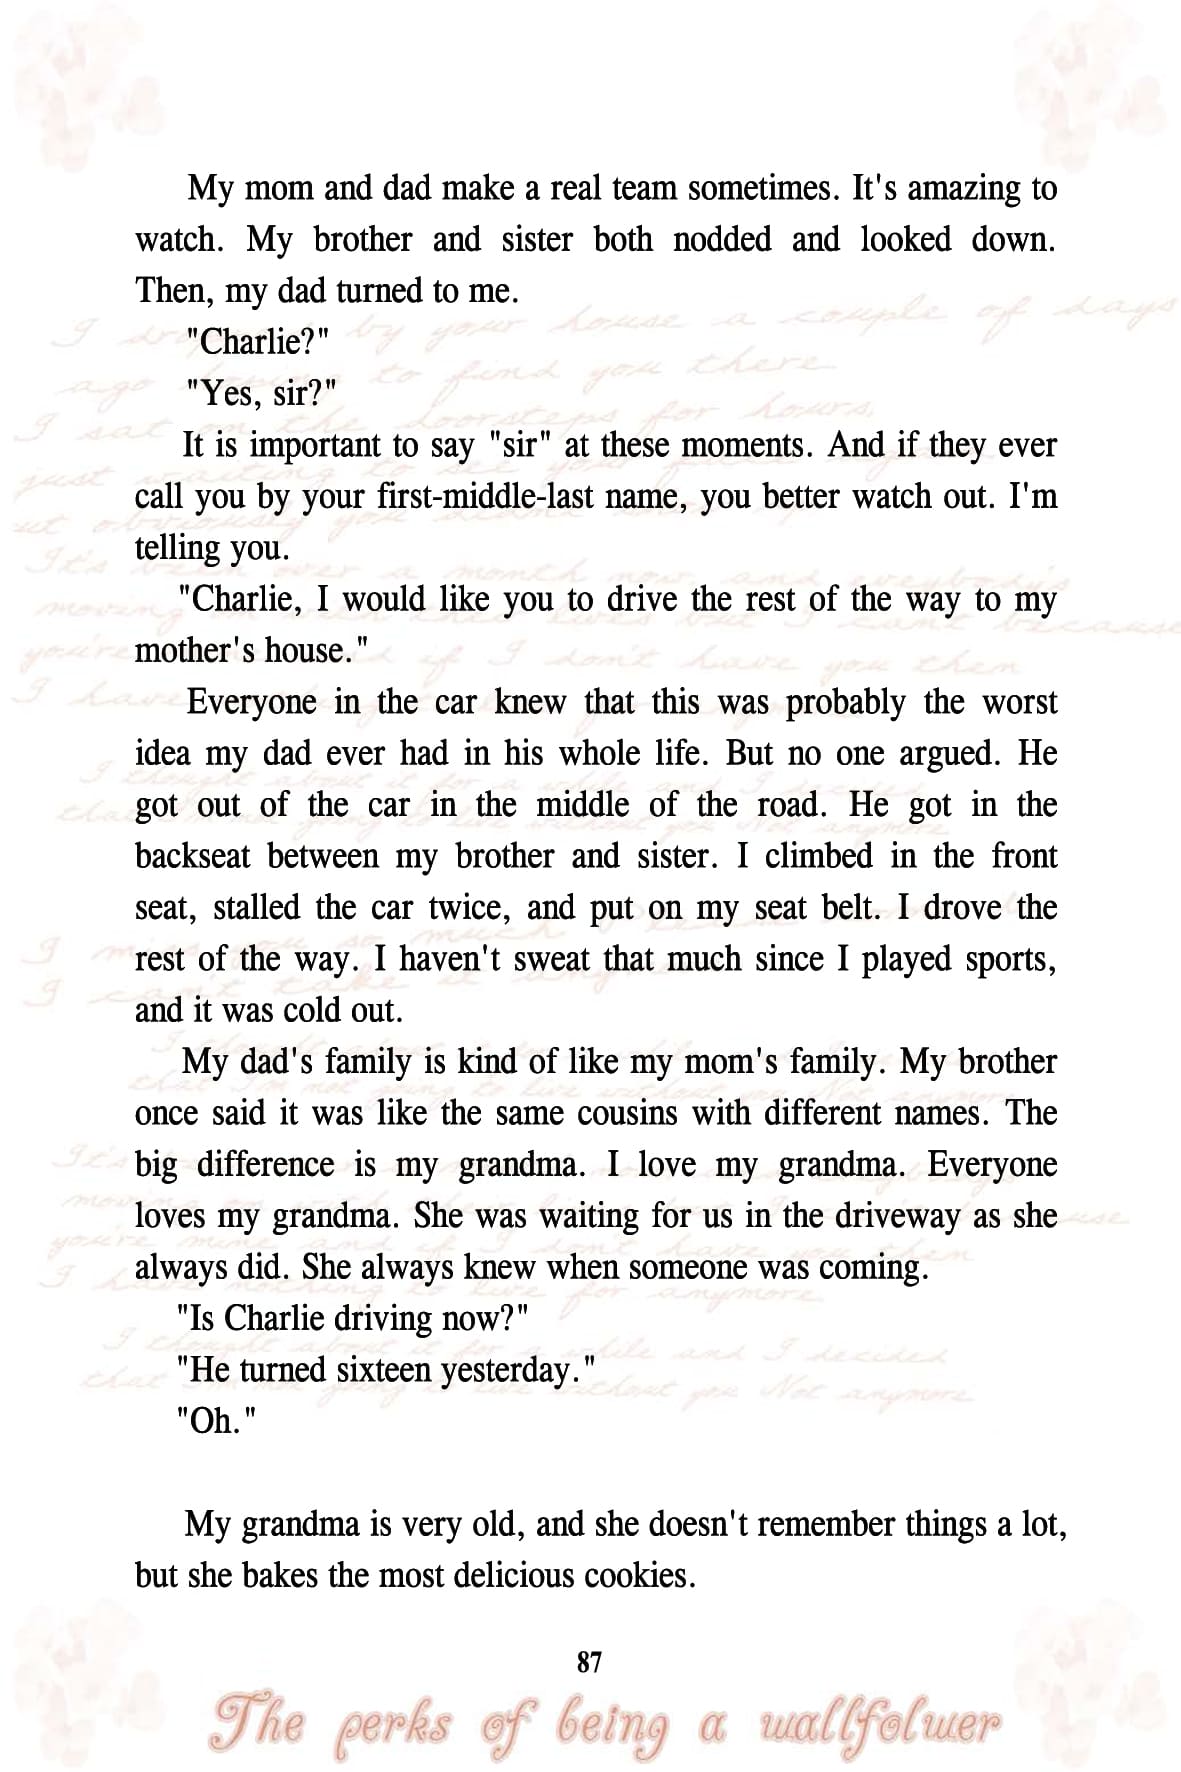 My mom and dad make a real team sometimes. It's amazing to
watch. My brother and sister both nodded and looked down.
Then, my dad turned to me.
"Charlie?"
"Yes, sir?"
It is important to say "sir" at these moments. And if they ever
call you by your first-middle-last name, you better watch out. I'm
telling you.
"Charlie, I would like you to drive the rest of the way to my
mother's house."
Everyone in the car knew that this was probably the worst
idea my dad ever had in his whole life. But no one argued. He
got out of the car in the middle of the road. He got in the
backseat between my brother and sister. I climbed in the front
seat, stalled the car twice, and put on my seat belt. I drove the
rest of the way. I haven't sweat that much since I played sports,
and it was cold out.
My dad's family is kind of like my mom's family. My brother
once said it was like the same cousins with different names. The
big difference is my grandma. I love my grandma. Everyone
loves my grandma. She was waiting for us in the driveway as she
always did. She always knew when someone was coming.
"Is Charlie driving now?"
"He turned sixteen yesterday."
"Oh."
My grandma is very old, and she doesn't remember things a lot,
but she bakes the most delicious cookies.
87
The perks of being a wallfolwer